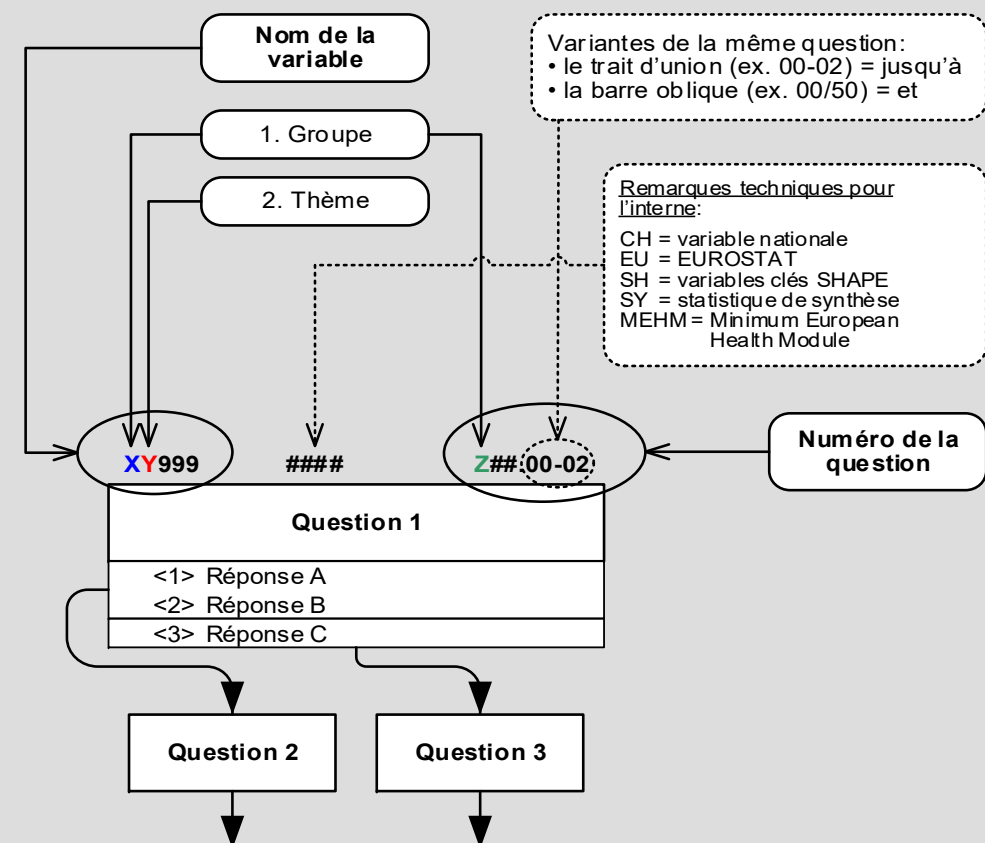 Nom de la
variable
Variantes de la même question:
• le trait d'union (ex. 00-02) = jusqu'à
• la barre oblique (ex. 00/50) = et
1. Groupe
2. Thème
Remarques techniques pour
l'interne:
CH = variable nationale
EU = EUROSTAT
SH = variables clés SHAPE
SY = statistique de synthèse
MEHM = Minimum European
Health Module
XY999 #### Z##.00-02
Numéro de la
question
Question 1
<1> Réponse A
<2> Réponse B
<3> Réponse C
Question 2 Question 3